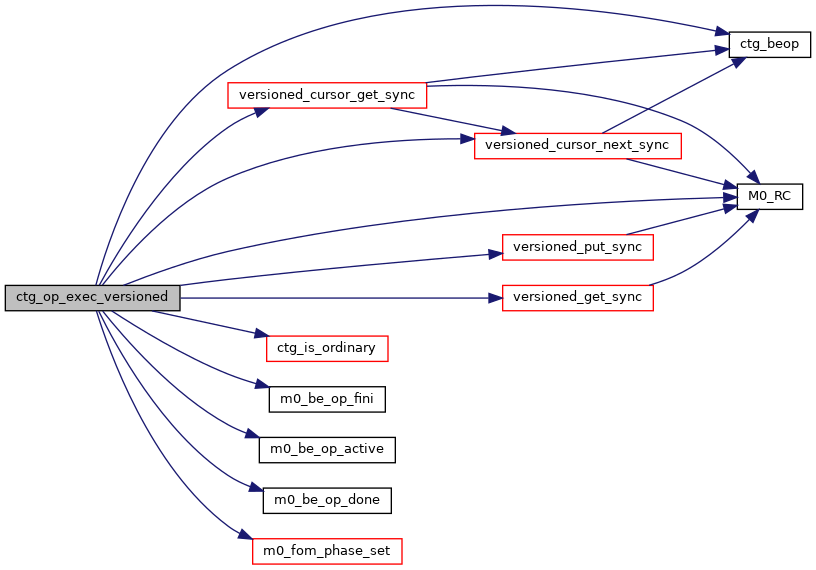 ctg_beop
versioned_cursor_get_sync
versioned_cursor_next_sync
M0_RC
versioned_put_sync
ctg_op_exec_versioned
versioned_get_sync
ctg_is_ordinary
m0_be_op_fini
m0_be_op_active
m0_be_op_done
m0_fom_phase_set